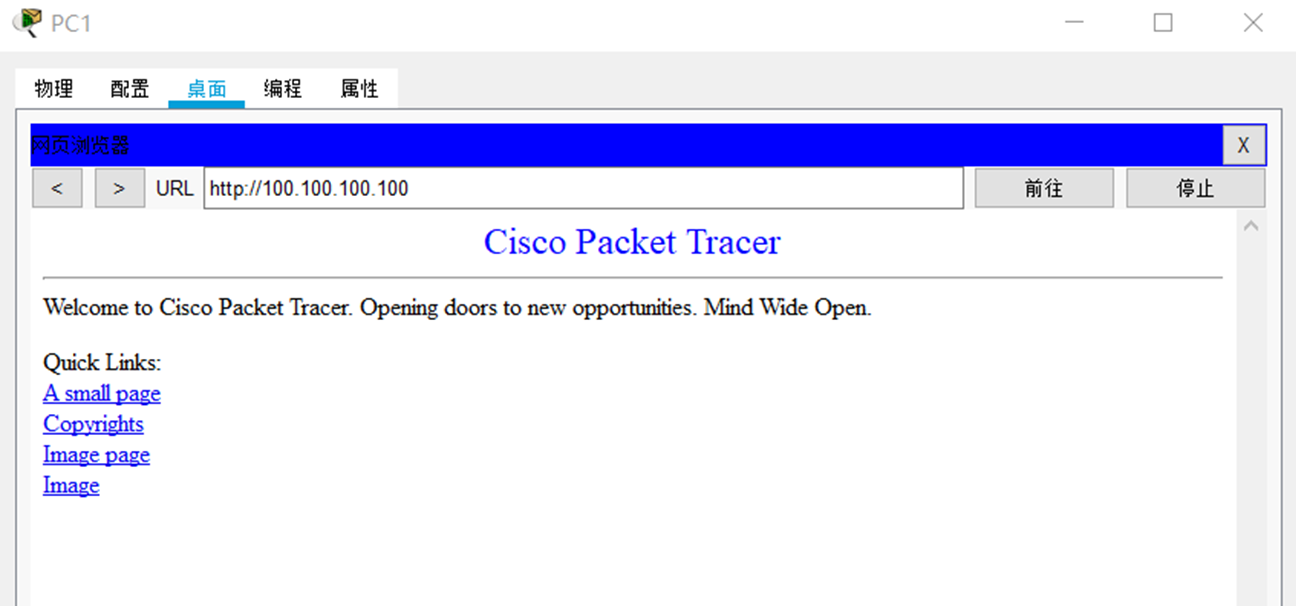 PC1
物理 配置 桌面 编程 属性
网页浏览器 X
< > URL http://100.100.100.100 前往 停止
Cisco Packet Tracer
Welcome to Cisco Packet Tracer. Opening doors to new opportunities. Mind Wide Open.
Quick Links:
A small page
Copyrights
Image page
Image